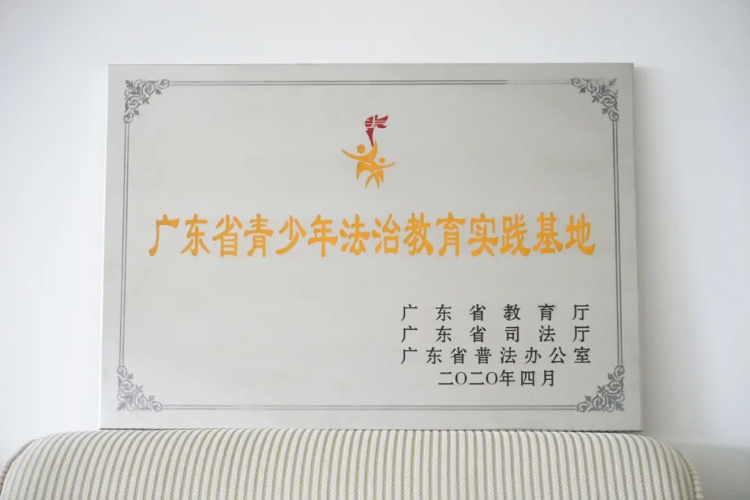 广东省青少年法治教育实践基地
广东省教育厅
广东省司法厅
广东省普法办公室
二〇二〇年四月